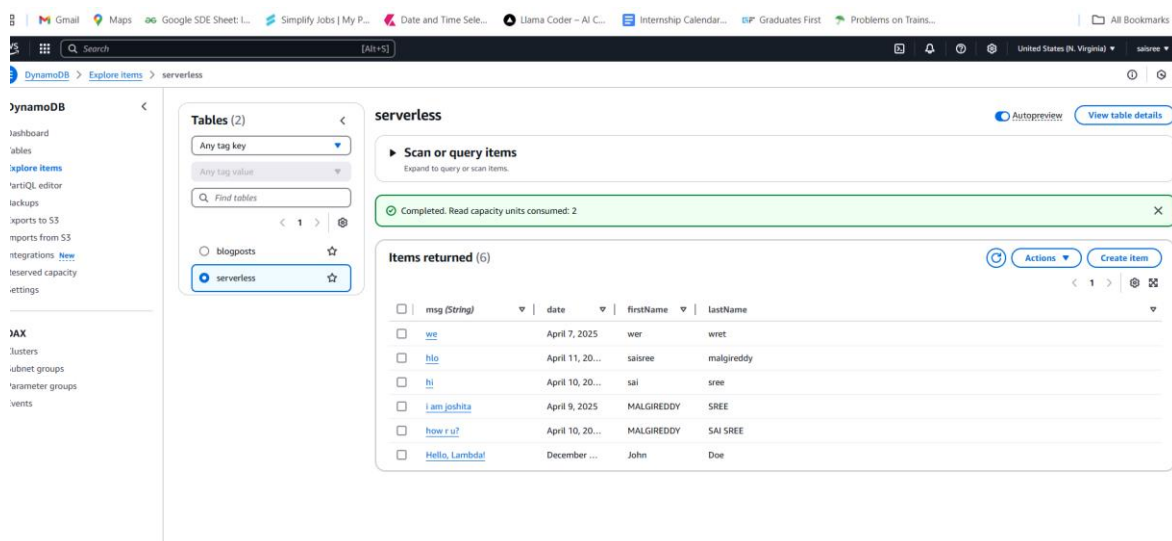 Gmail Maps Google SDE Sheet: I... Simplify Jobs | My P... Date and Time Sele... Llama Coder – AI C... Internship Calendar... Graduates First Problems on Trains... All Bookmarks
Search [Alt+S] United States (N. Virginia) saisree
DynamoDB > Explore items > serverless
DynamoDB
Dashboard
Tables
Explore items
PartiQL editor
Backups
Exports to S3
Imports from S3
Integrations New
Reserved capacity
Settings
DAX
Clusters
Subnet groups
Parameter groups
Events
Tables (2)
Any tag key
Any tag value
Find tables
1
blogposts
serverless
serverless
Autopreview View table details
Scan or query items
Expand to query or scan items.
Completed. Read capacity units consumed: 2
Items returned (6)
Actions Create item
1
msg (String) date firstName lastName
we April 7, 2025 wer wret
hlo April 11, 20... saisree malgireddy
hi April 10, 20... sai sree
i am joshita April 9, 2025 MALGIREDDY SREE
how r u? April 10, 20... MALGIREDDY SAI SREE
Hello, Lambda! December ... John Doe